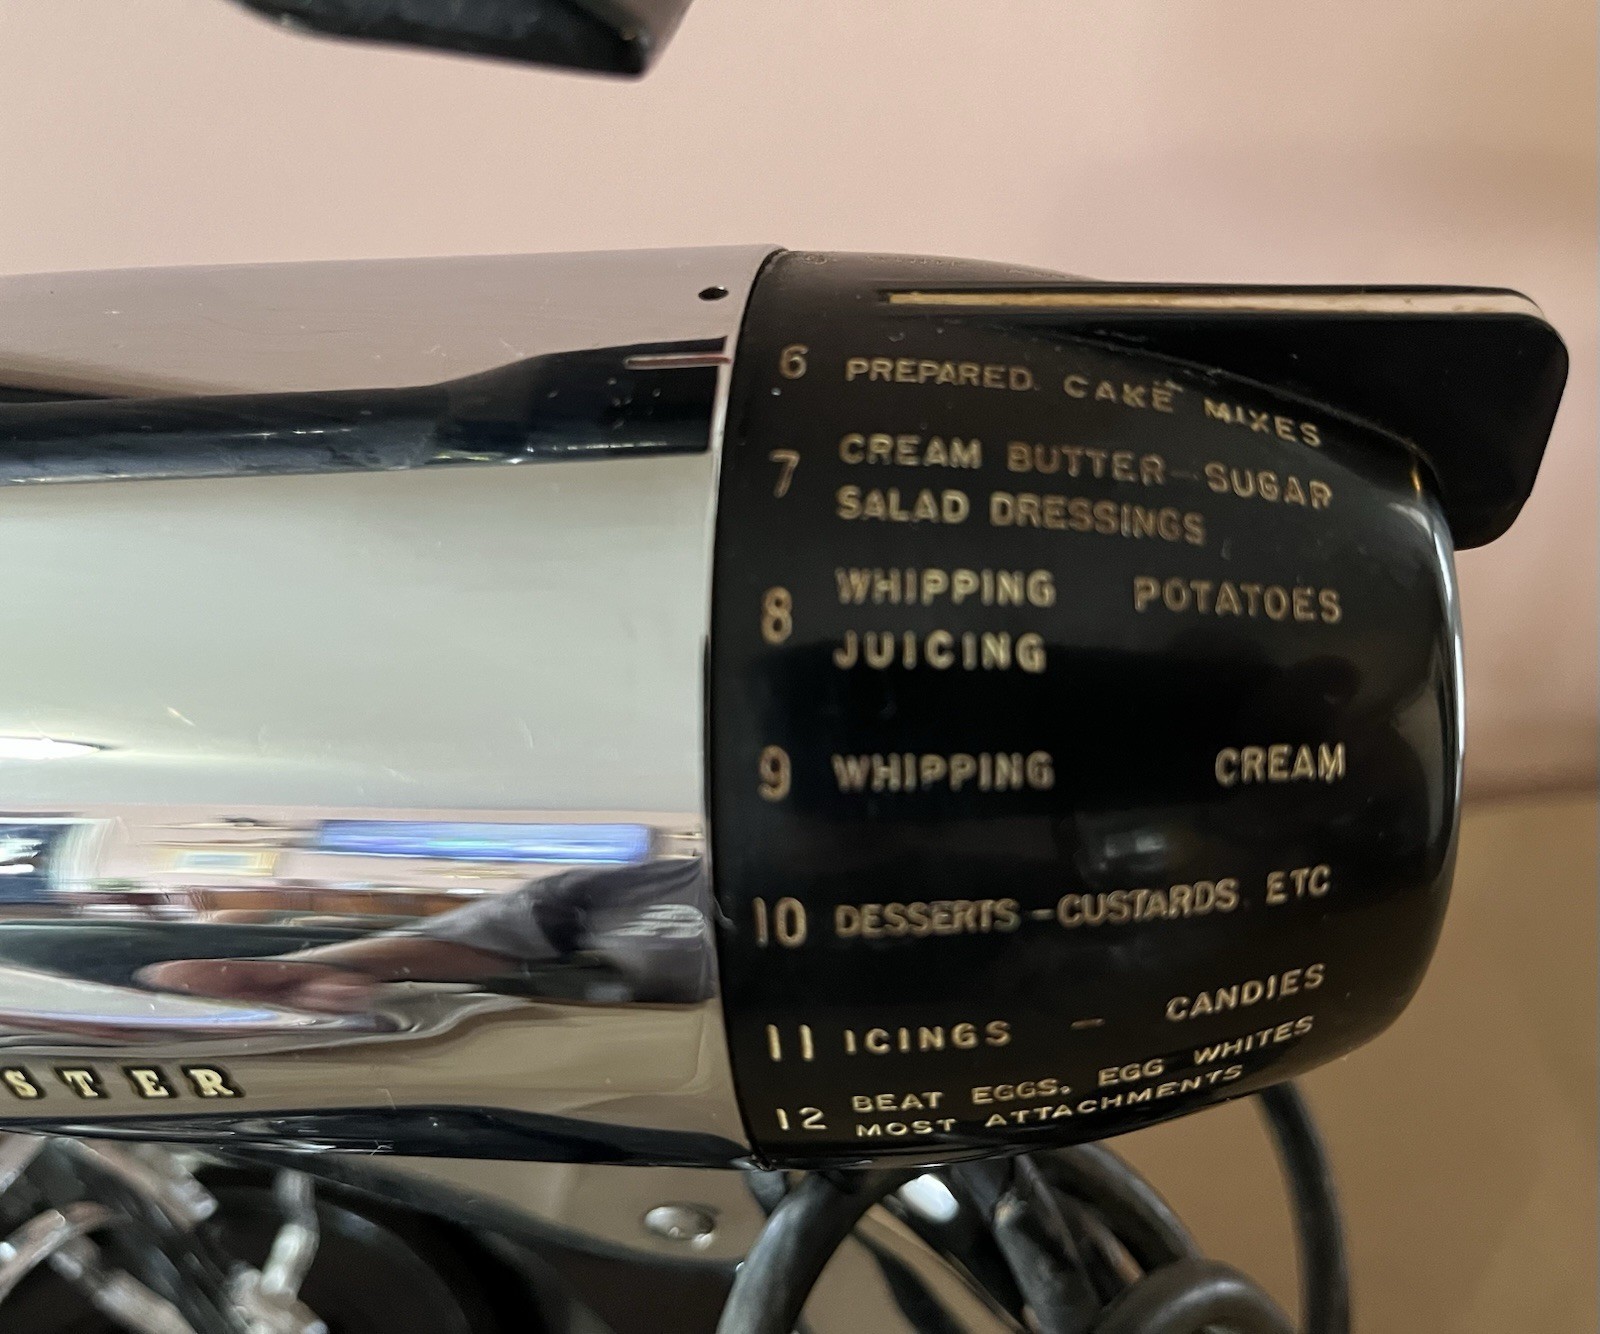 6 PREPARED CAKE MIXES
7 CREAM BUTTER - SUGAR
SALAD DRESSINGS
8 WHIPPING POTATOES
JUICING
9 WHIPPING CREAM
10 DESSERTS - CUSTARDS ETC
11 ICINGS - CANDIES
12 BEAT EGGS, EGG WHITES
MOST ATTACHMENTS
STER